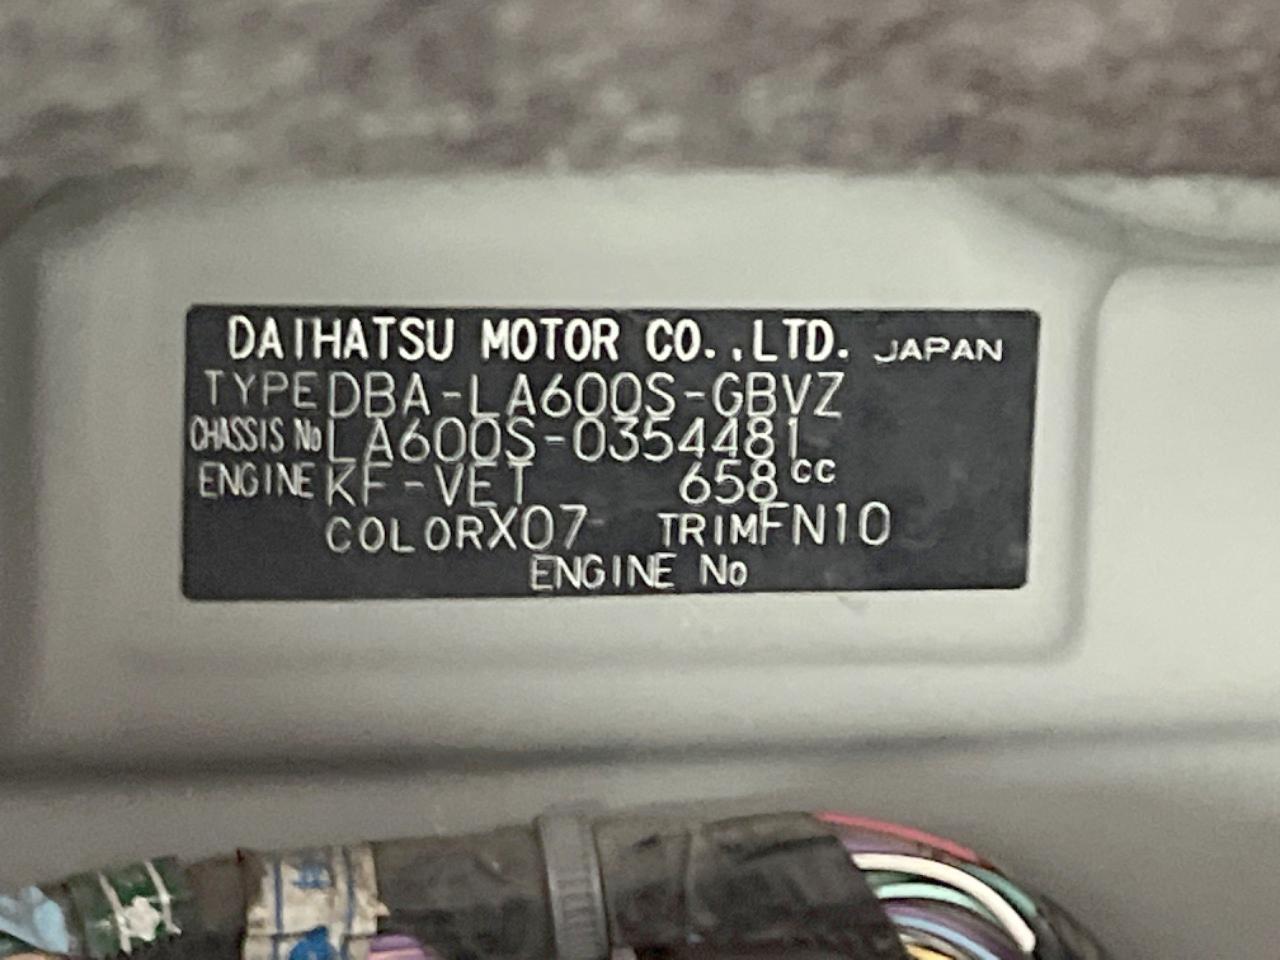 DAIHATSU MOTOR CO.,LTD. JAPAN
TYPE DBA-LA600S-GBVZ
CHASSIS No LA600S-0354481
ENGINE KF-VET 658cc
COLOR X07 TRIM FN10
ENGINE No